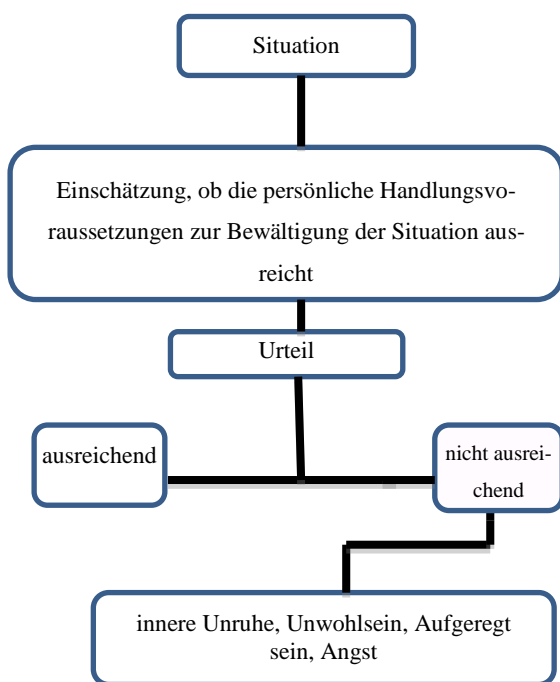 Situation
Einschätzung, ob die persönliche Handlungsvo-
raussetzungen zur Bewältigung der Situation aus-
reicht
Urteil
ausreichend
nicht ausrei-
chend
innere Unruhe, Unwohlsein, Aufgeregt
sein, Angst